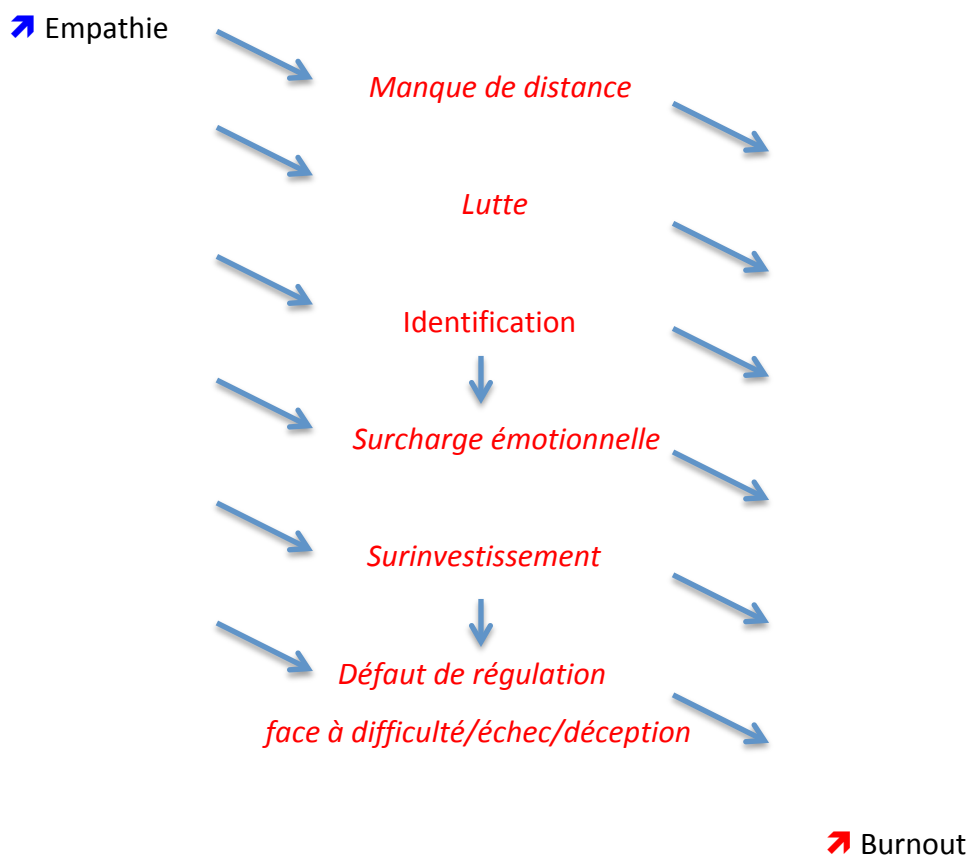 Empathie
Manque de distance
Lutte
Identification
Surcharge émotionnelle
Surinvestissement
Défaut de régulation
face à difficulté/échec/déception
Burnout